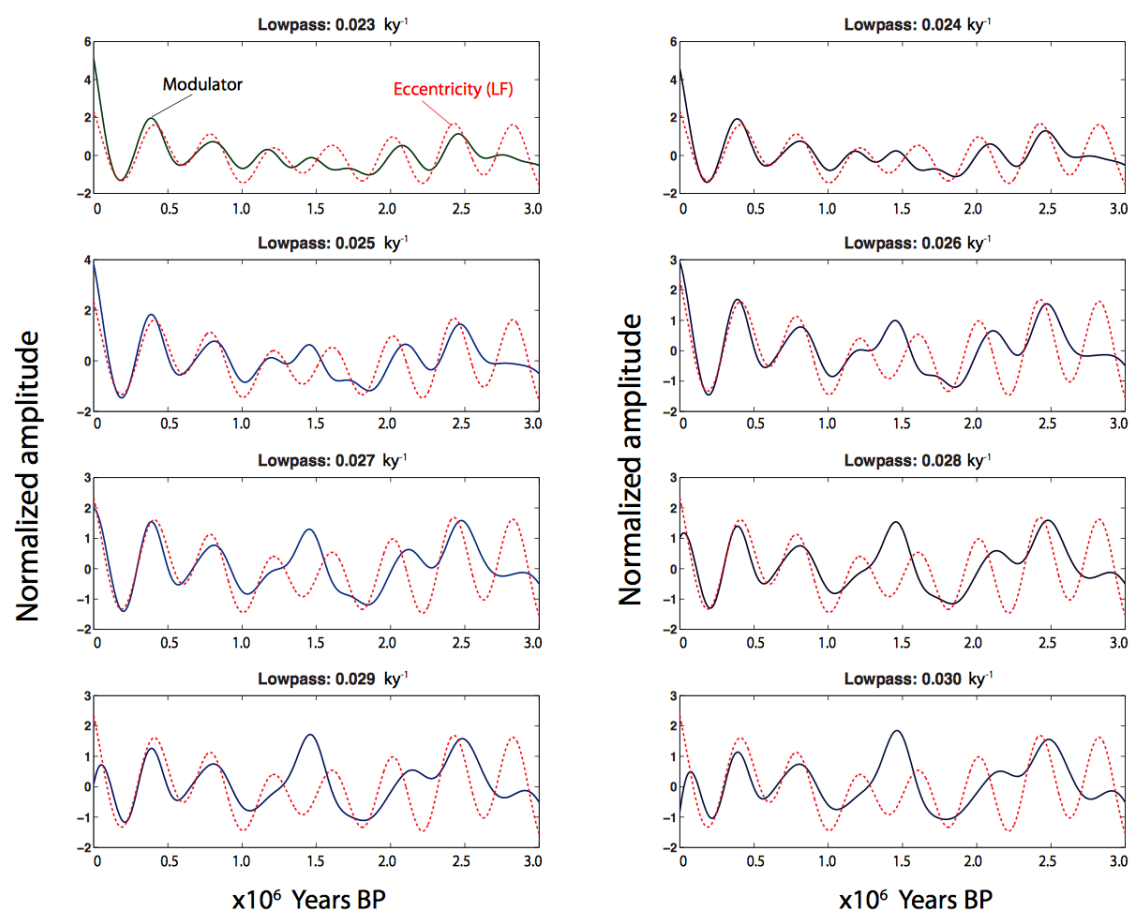 Lowpass: 0.023 ky⁻¹
6
4
2
0
−2
Modulator
Eccentricity (LF)
0 0.5 1.0 1.5 2.0 2.5 3.0
Lowpass: 0.024 ky⁻¹
6
4
2
0
−2
0 0.5 1.0 1.5 2.0 2.5 3.0
Lowpass: 0.025 ky⁻¹
4
2
0
−2
0 0.5 1.0 1.5 2.0 2.5 3.0
Lowpass: 0.026 ky⁻¹
3
2
1
0
−1
−2
0 0.5 1.0 1.5 2.0 2.5 3.0
Normalized amplitude
Normalized amplitude
Lowpass: 0.027 ky⁻¹
3
2
1
0
−1
−2
0 0.5 1.0 1.5 2.0 2.5 3.0
Lowpass: 0.028 ky⁻¹
3
2
1
0
−1
−2
0 0.5 1.0 1.5 2.0 2.5 3.0
Lowpass: 0.029 ky⁻¹
3
2
1
0
−1
−2
0 0.5 1.0 1.5 2.0 2.5 3.0
Lowpass: 0.030 ky⁻¹
3
2
1
0
−1
−2
0 0.5 1.0 1.5 2.0 2.5 3.0
x10⁶ Years BP
x10⁶ Years BP